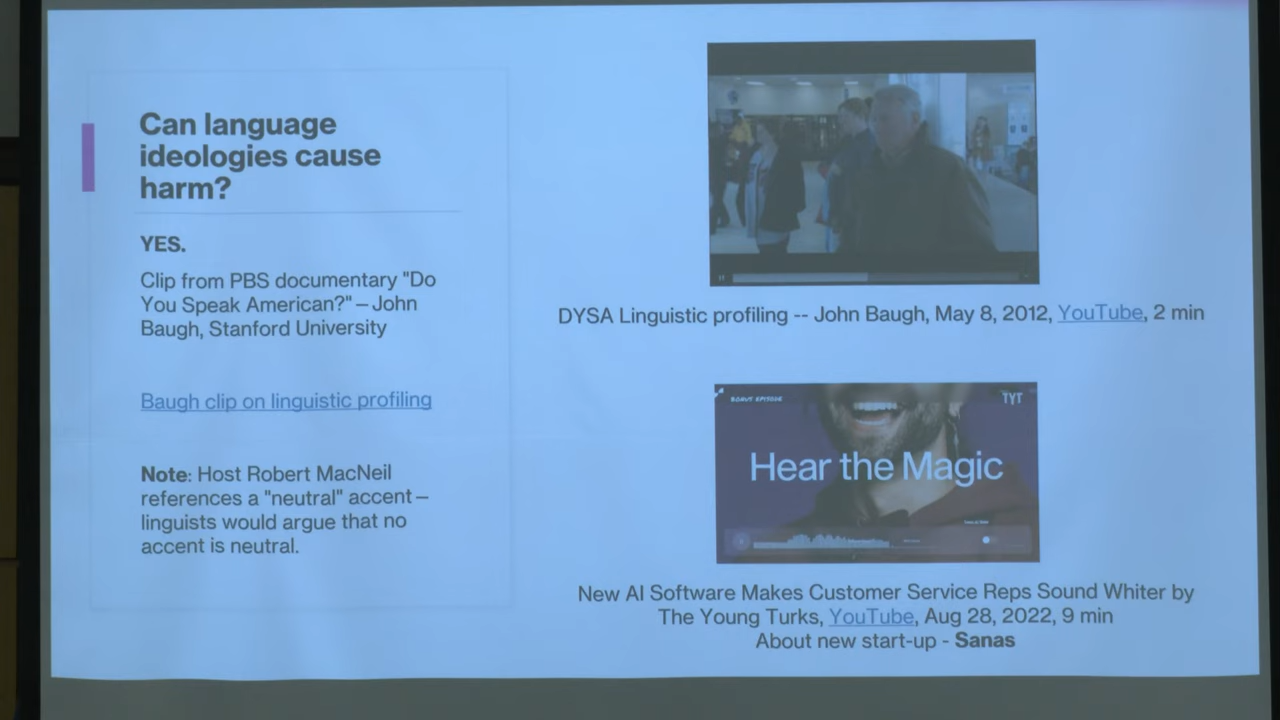 Can language
ideologies cause
harm?
YES.
Clip from PBS documentary "Do
You Speak American?" – John
Baugh, Stanford University
Baugh clip on linguistic profiling
Note: Host Robert MacNeil
references a "neutral" accent –
linguists would argue that no
accent is neutral.
DYSA Linguistic profiling -- John Baugh, May 8, 2012, YouTube, 2 min
BONUS EPISODE
TYT
Hear the Magic
New AI Software Makes Customer Service Reps Sound Whiter by
The Young Turks, YouTube, Aug 28, 2022, 9 min
About new start-up - Sanas